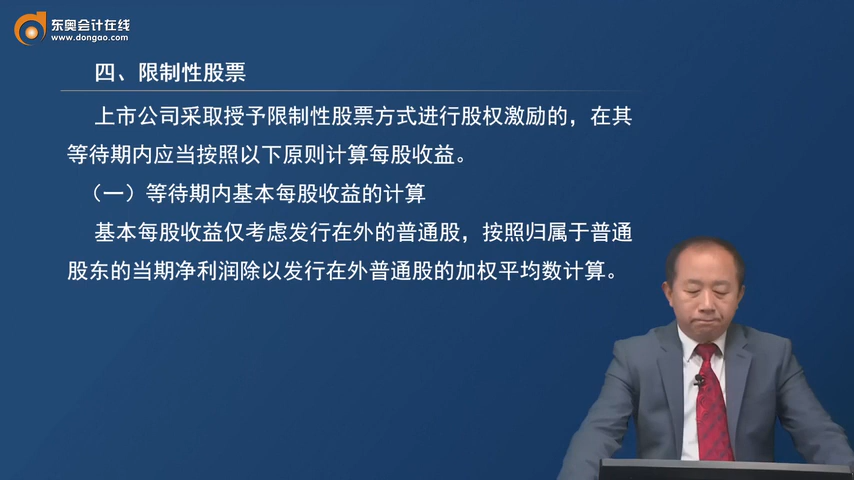 东奥会计在线
www.dongao.com
四、限制性股票
上市公司采取授予限制性股票方式进行股权激励的，在其
等待期内应当按照以下原则计算每股收益。
（一）等待期内基本每股收益的计算
基本每股收益仅考虑发行在外的普通股，按照归属于普通
股东的当期净利润除以发行在外普通股的加权平均数计算。